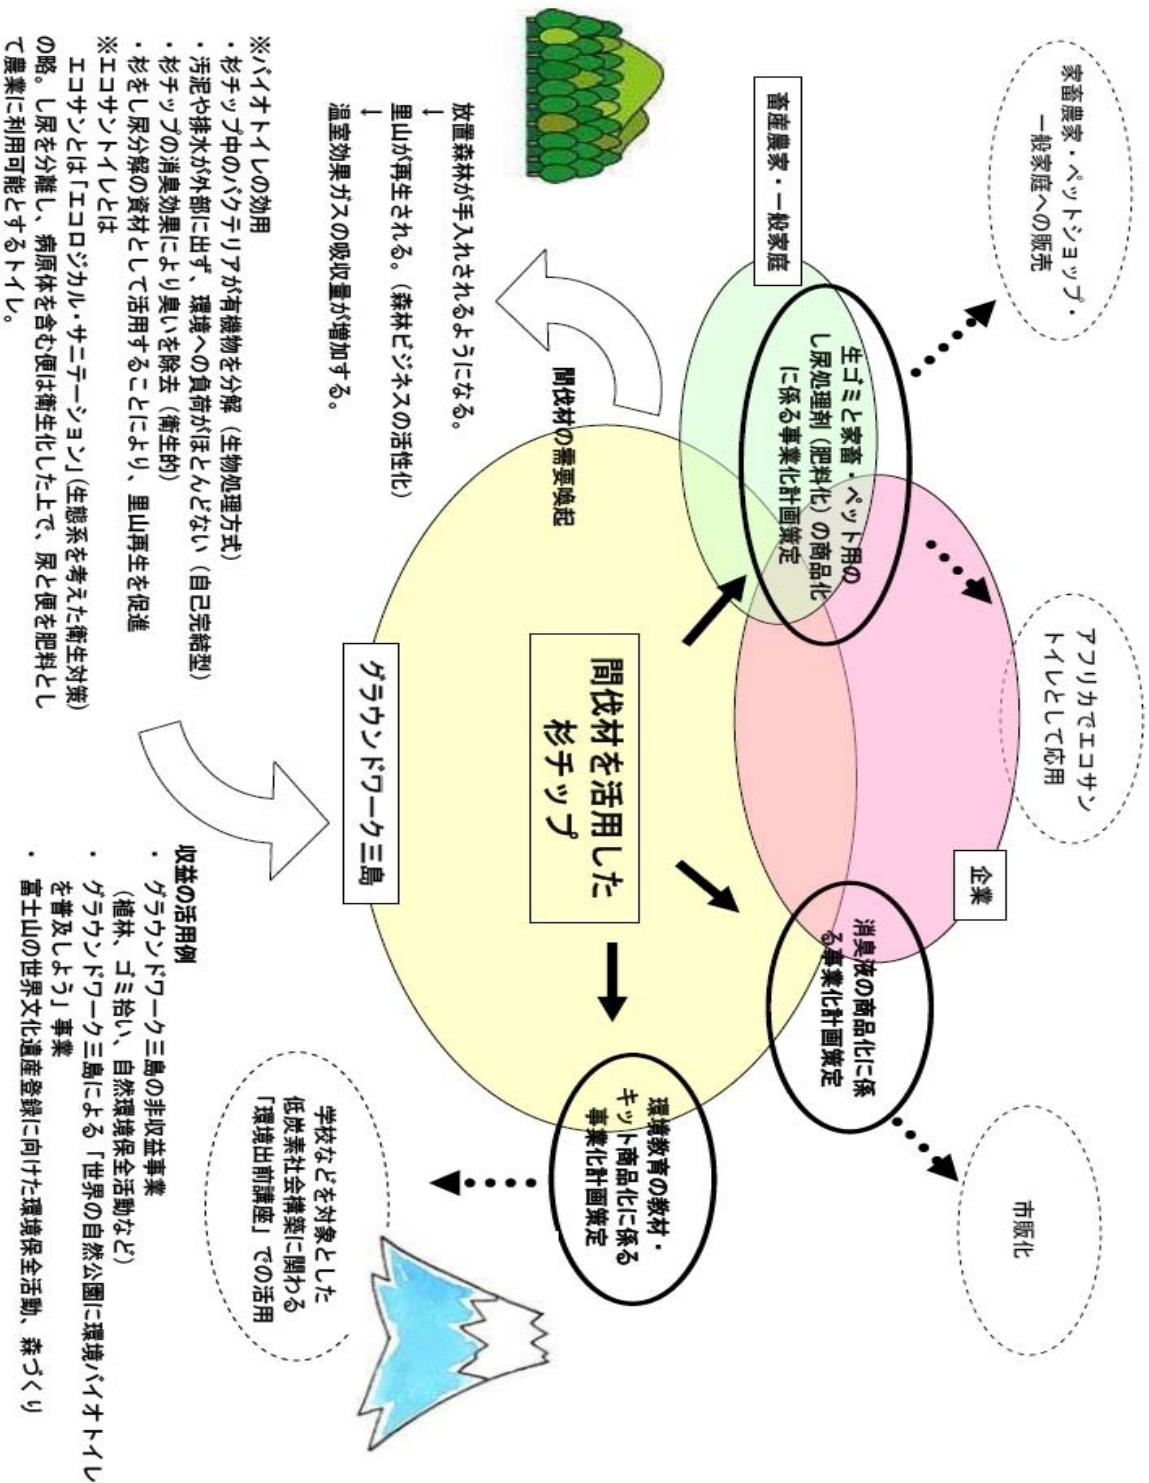 家畜農家・ペットショップ・
一般家庭への販売
アフリカでエコサン
トイレとして応用
市販化
畜産農家・一般家庭
企業
生ゴミと家畜・ペット用の
し尿処理剤（肥料化）の商品化
に係る事業化計画策定
消臭液の商品化に係
る事業化計画策定
間伐材を活用した
杉チップ
環境教育の教材・
キット商品化に係る
事業化計画策定
グラウンドワーク三島
間伐材の需要喚起
放置森林が手入れされるようになる。
↓
里山が再生される。（森林ビジネスの活性化）
↓
温室効果ガスの吸収量が増加する。
学校などを対象とした
低炭素社会構築に関わる
「環境出前講座」での活用
※バイオトイレの効用
・杉チップ中のバクテリアが有機物を分解（生物処理方式）
・汚泥や排水が外部に出ず、環境への負荷がほとんどない（自己完結型）
・杉チップの消臭効果により臭いを除去（衛生的）
・杉をし尿分解の資材として活用することにより、里山再生を促進
※エコサントイレとは
エコサンとは「エコロジカル・サニテーション」（生態系を考えた衛生対策）
の略。し尿を分離し、病原体を含む便は衛生化した上で、尿と便を肥料とし
て農業に利用可能とするトイレ。
収益の活用例
・ グラウンドワーク三島の非収益事業
（植林、ゴミ拾い、自然環境保全活動など）
・ グラウンドワーク三島による「世界の自然公園に環境バイオトイレ
を普及しよう」事業
・ 富士山の世界文化遺産登録に向けた環境保全活動、森づくり